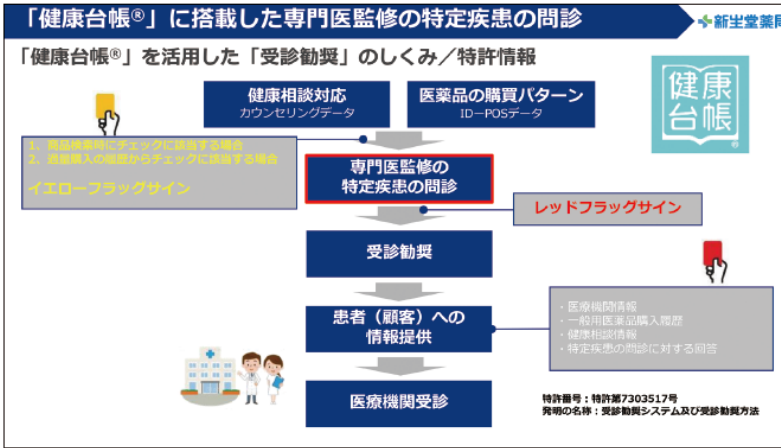 「健康台帳®」に搭載した専門医監修の特定疾患の問診
新生堂薬局
「健康台帳®」を活用した「受診勧奨」のしくみ／特許情報
健康相談対応
カウンセリングデータ
医薬品の購買パターン
ID－POSデータ
健康
台帳®
1、商品検索時にチェックに該当する場合
2、過量購入の履歴からチェックに該当する場合
イエローフラッグサイン
専門医監修の
特定疾患の問診
レッドフラッグサイン
受診勧奨
患者（顧客）への
情報提供
・医療機関情報
・一般用医薬品購入履歴
・健康相談情報
・特定疾患の問診に対する回答
医療機関受診
特許番号：特許第7303517号
発明の名称：受診勧奨システム及び受診勧奨方法